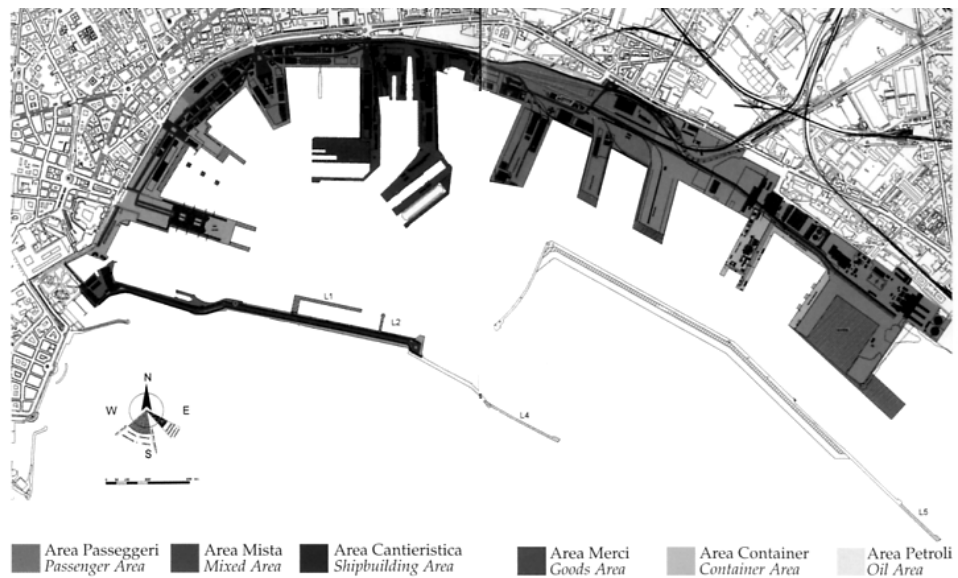 L1
L2
L4
L5
N
W
E
S
Area Passeggeri
Passenger Area
Area Mista
Mixed Area
Area Cantieristica
Shipbuilding Area
Area Merci
Goods Area
Area Container
Container Area
Area Petroli
Oil Area